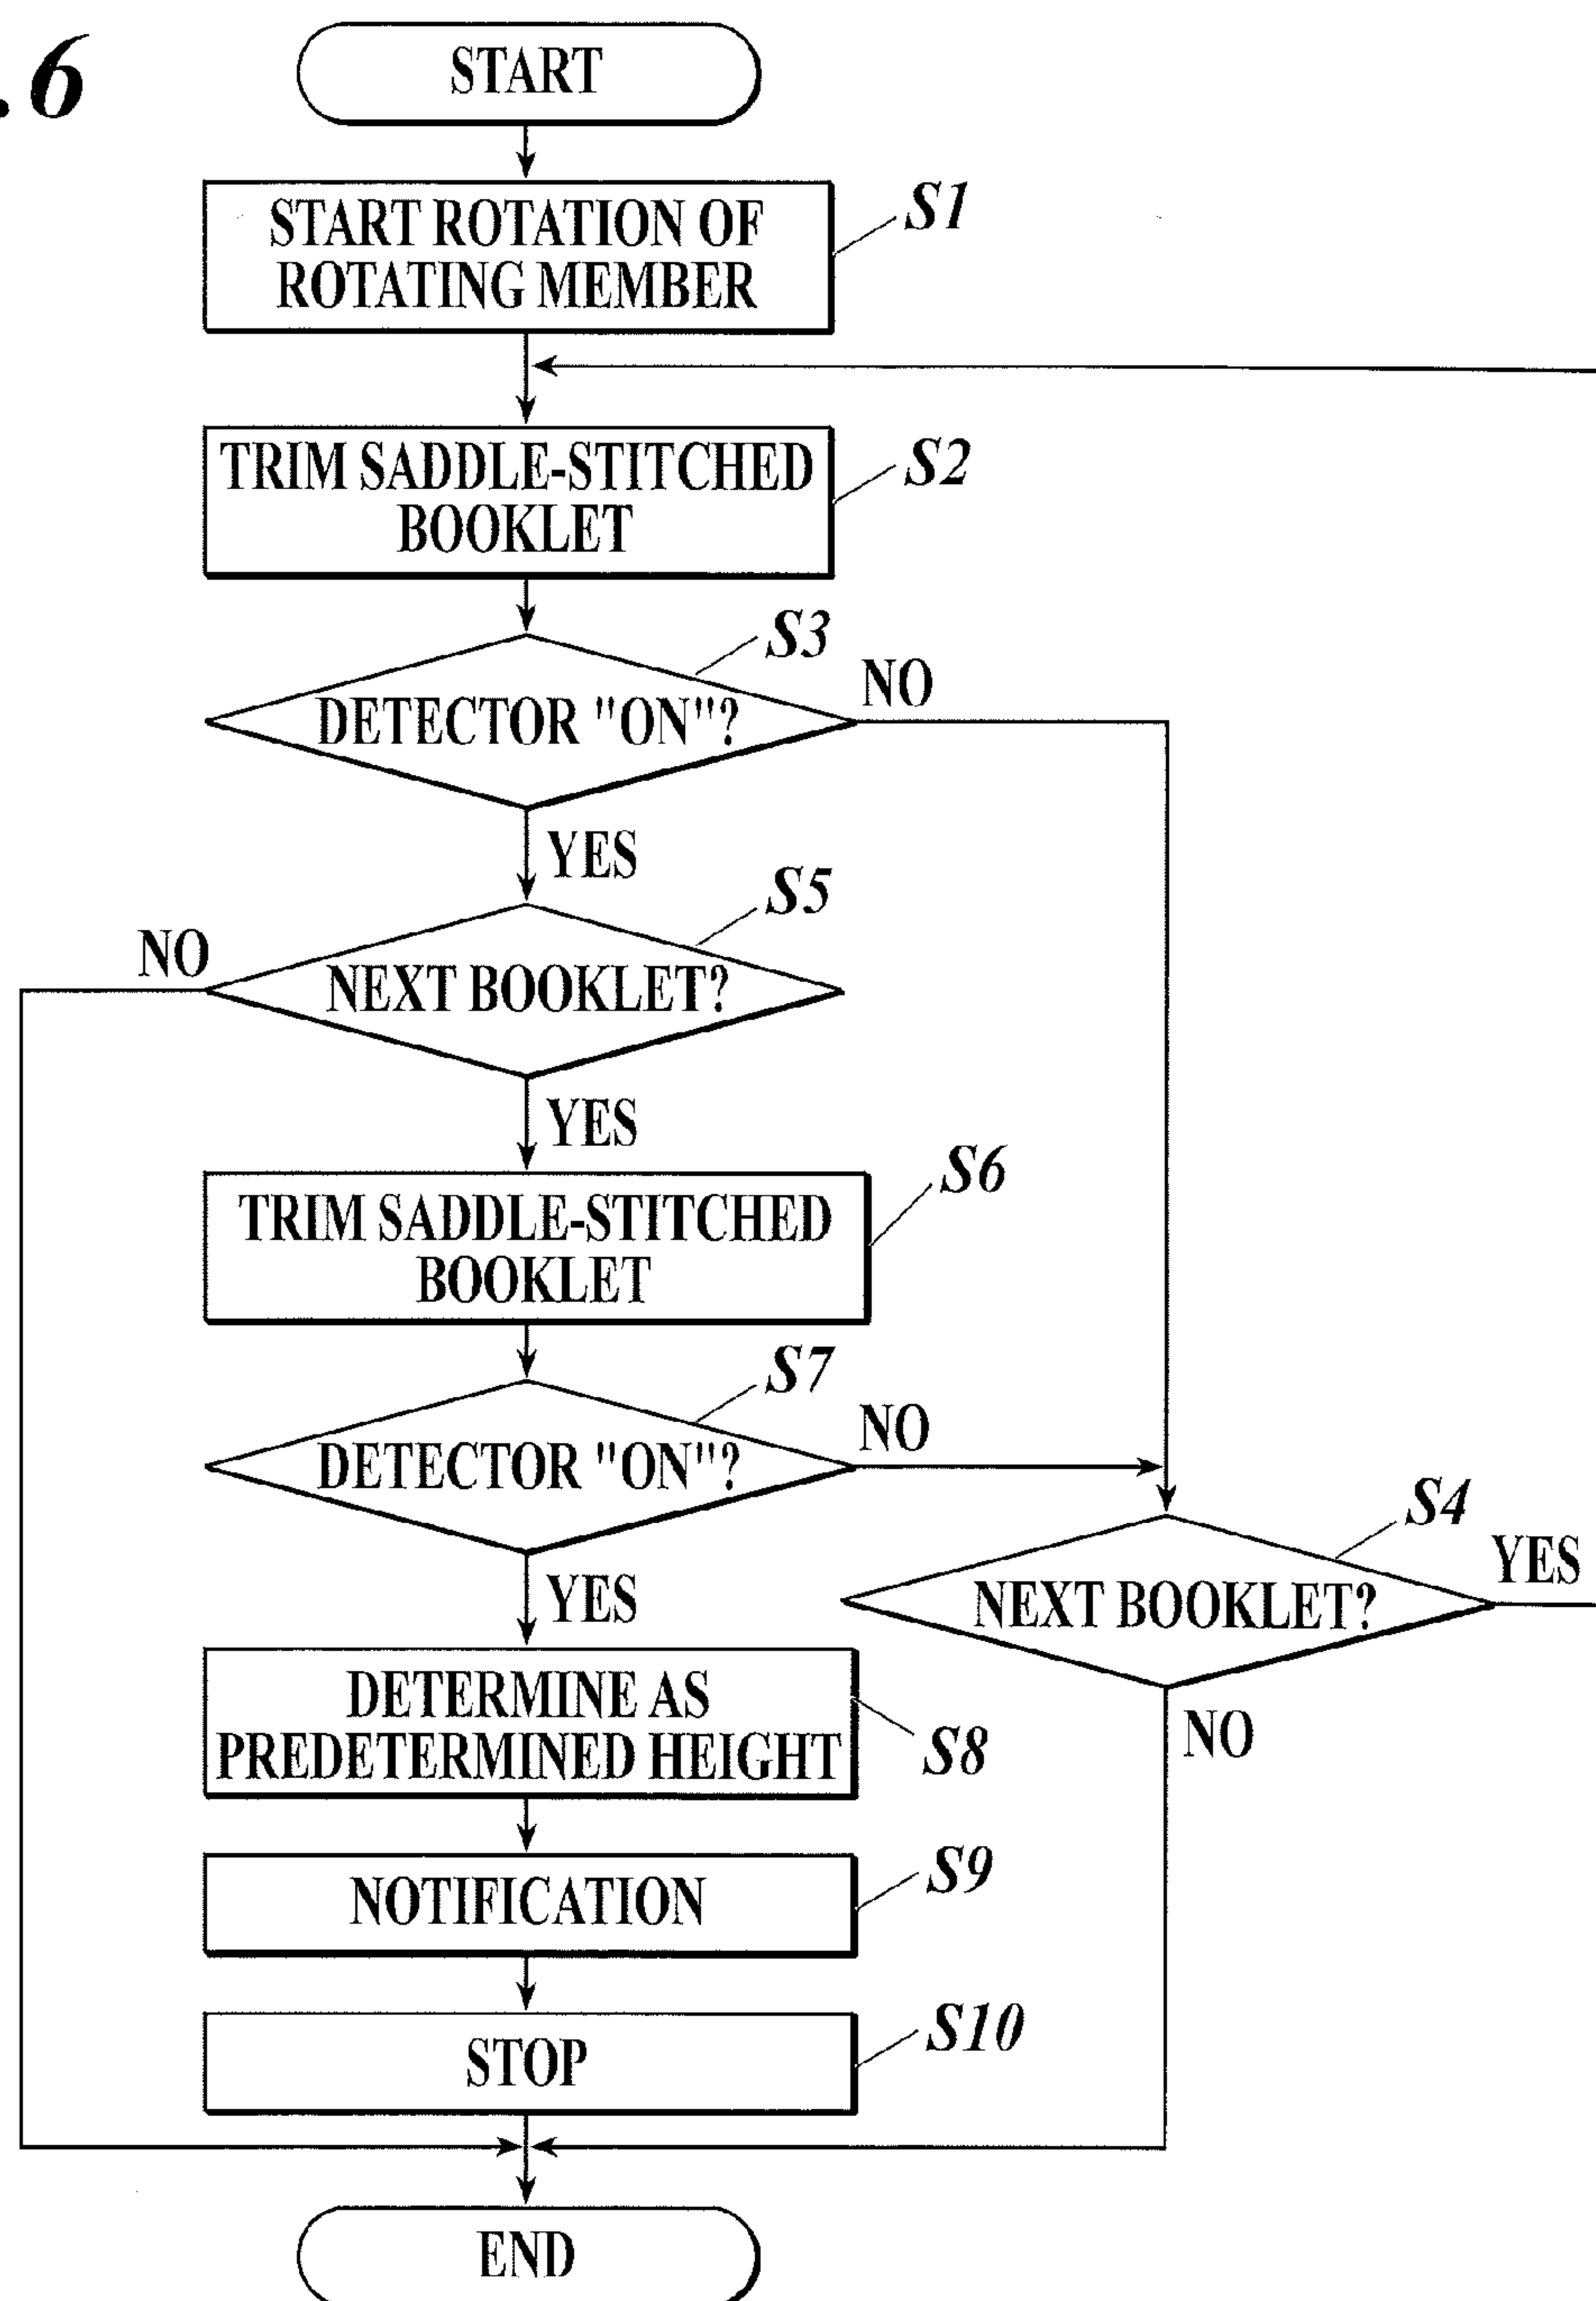 .6
START
START ROTATION OF
ROTATING MEMBER
S1
TRIM SADDLE-STITCHED
BOOKLET
S2
DETECTOR "ON"?
S3
NO
YES
NEXT BOOKLET?
S5
NO
YES
TRIM SADDLE-STITCHED
BOOKLET
S6
DETECTOR "ON"?
S7
NO
YES
NEXT BOOKLET?
S4
YES
NO
DETERMINE AS
PREDETERMINED HEIGHT
S8
NOTIFICATION
S9
STOP
S10
END